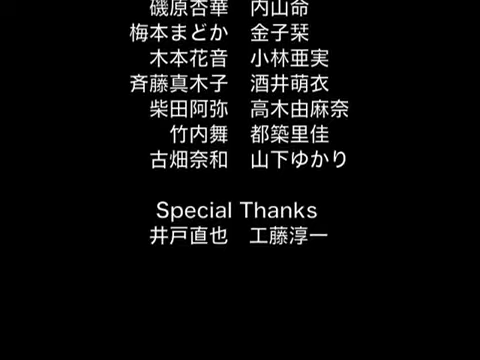 磯原杏華　内山命
梅本まどか　金子栞
木本花音　小林亜実
斉藤真木子　酒井萌衣
柴田阿弥　高木由麻奈
竹内舞　都築里佳
古畑奈和　山下ゆかり
Special Thanks
井戸直也　工藤淳一